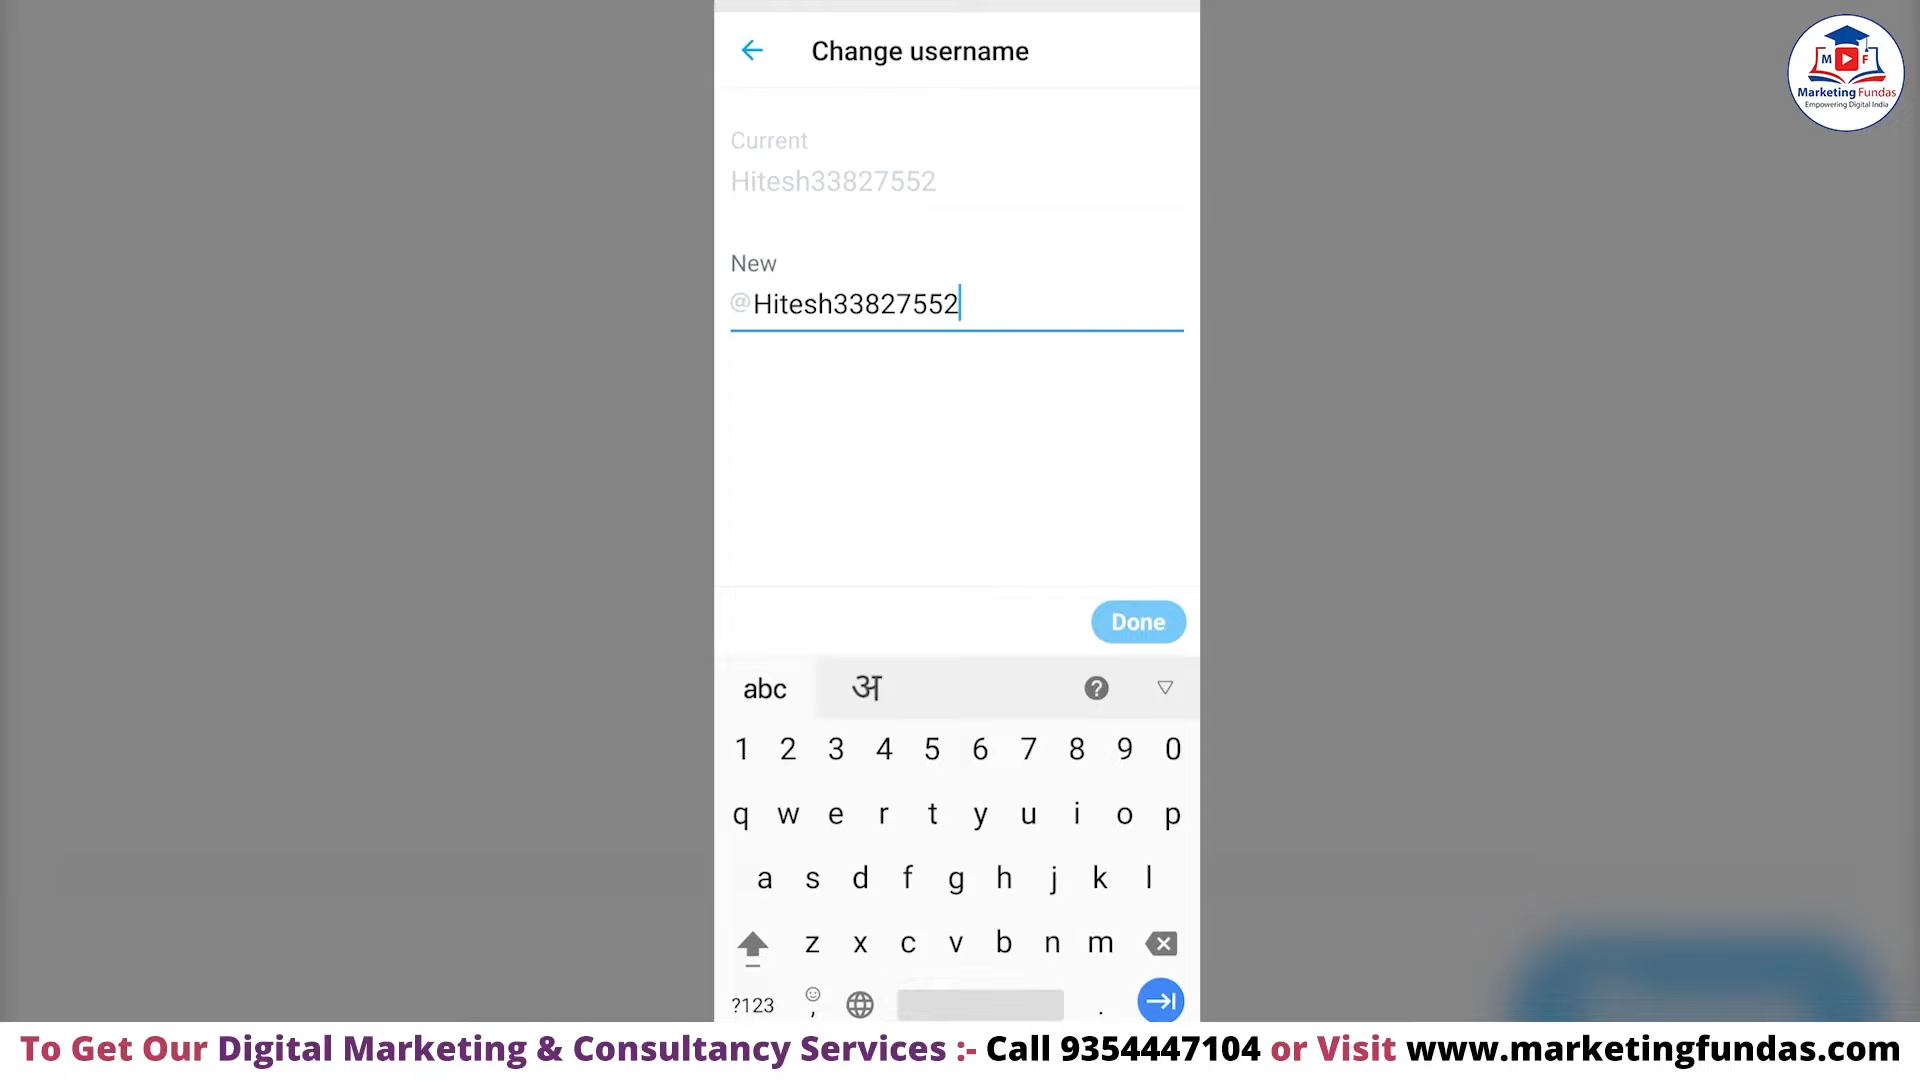 Change username
M F
Marketing Fundas
Empowering Digital India
Current
Hitesh33827552
New
@Hitesh33827552
Done
abc अ ?
1 2 3 4 5 6 7 8 9 0
q w e r t y u i o p
a s d f g h j k l
z x c v b n m
?123 , .
To Get Our Digital Marketing & Consultancy Services :- Call 9354447104 or Visit www.marketingfundas.com